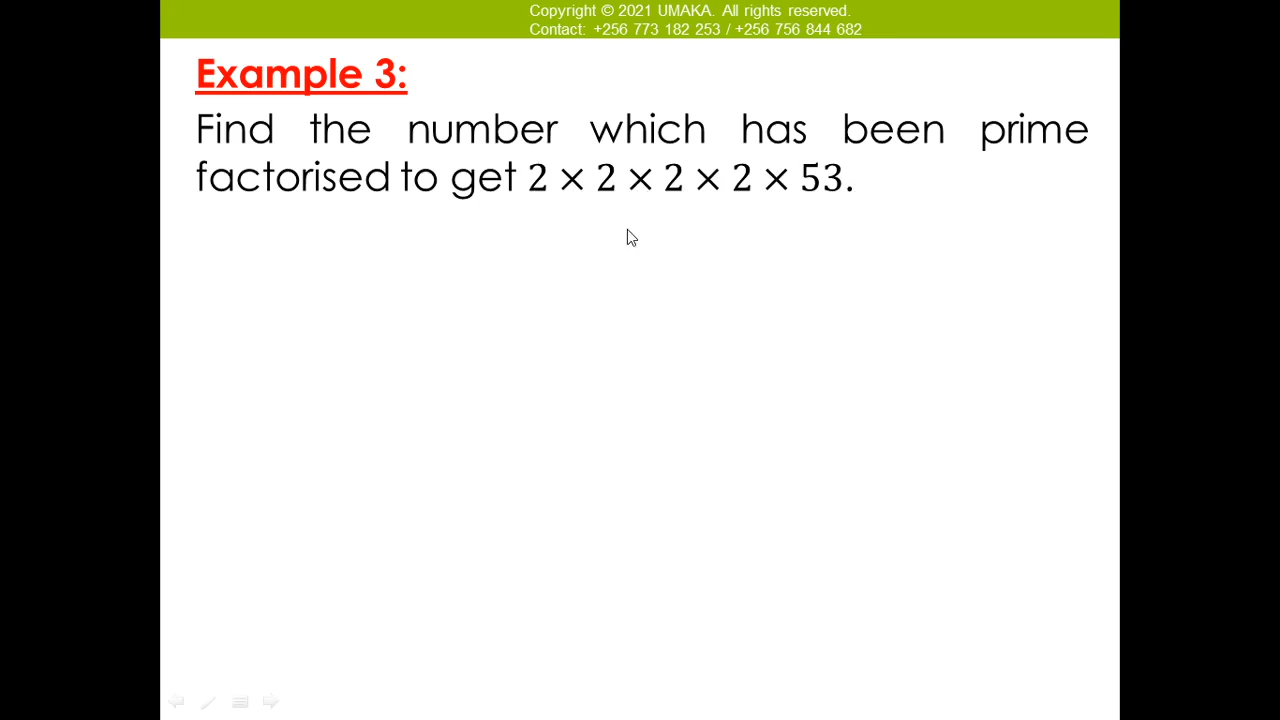 Copyright © 2021 UMAKA. All rights reserved.
Contact: +256 773 182 253 / +256 756 844 682
Example 3:
Find the number which has been prime
factorised to get 2 × 2 × 2 × 2 × 53.